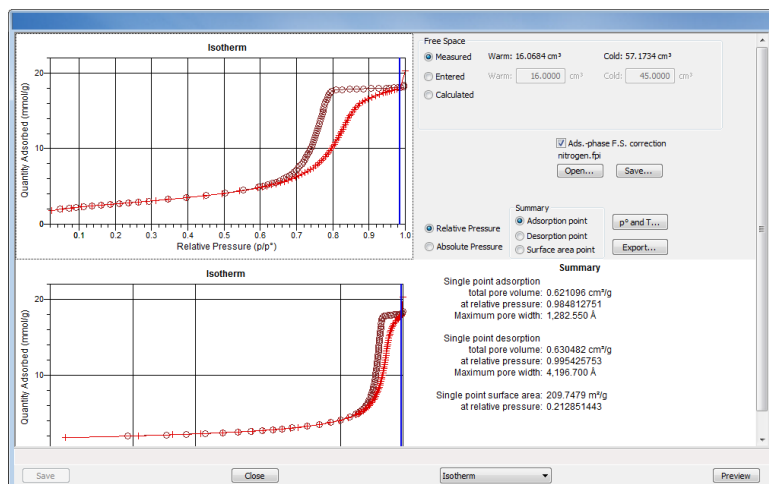 Isotherm
Quantity Adsorbed (mmol/g)
20
10
0
0.1 0.2 0.3 0.4 0.5 0.6 0.7 0.8 0.9 1.0
Relative Pressure (p/p°)
Free Space
Measured Warm: 16.0684 cm³ Cold: 57.1734 cm³
Entered Warm: 16.0000 cm³ Cold: 45.0000 cm³
Calculated
Ads.-phase F.S. correction
nitrogen.fpi
Open... Save...
Summary
Relative Pressure Adsorption point p° and T...
Desorption point
Absolute Pressure Surface area point Export...
Isotherm
Quantity Adsorbed (mmol/g)
20
10
Summary
Single point adsorption
total pore volume: 0.621096 cm³/g
at relative pressure: 0.984812751
Maximum pore width: 1,282.550 Å
Single point desorption
total pore volume: 0.630482 cm³/g
at relative pressure: 0.995425753
Maximum pore width: 4,196.700 Å
Single point surface area: 209.7479 m²/g
at relative pressure: 0.212851443
Save Close Isotherm Preview